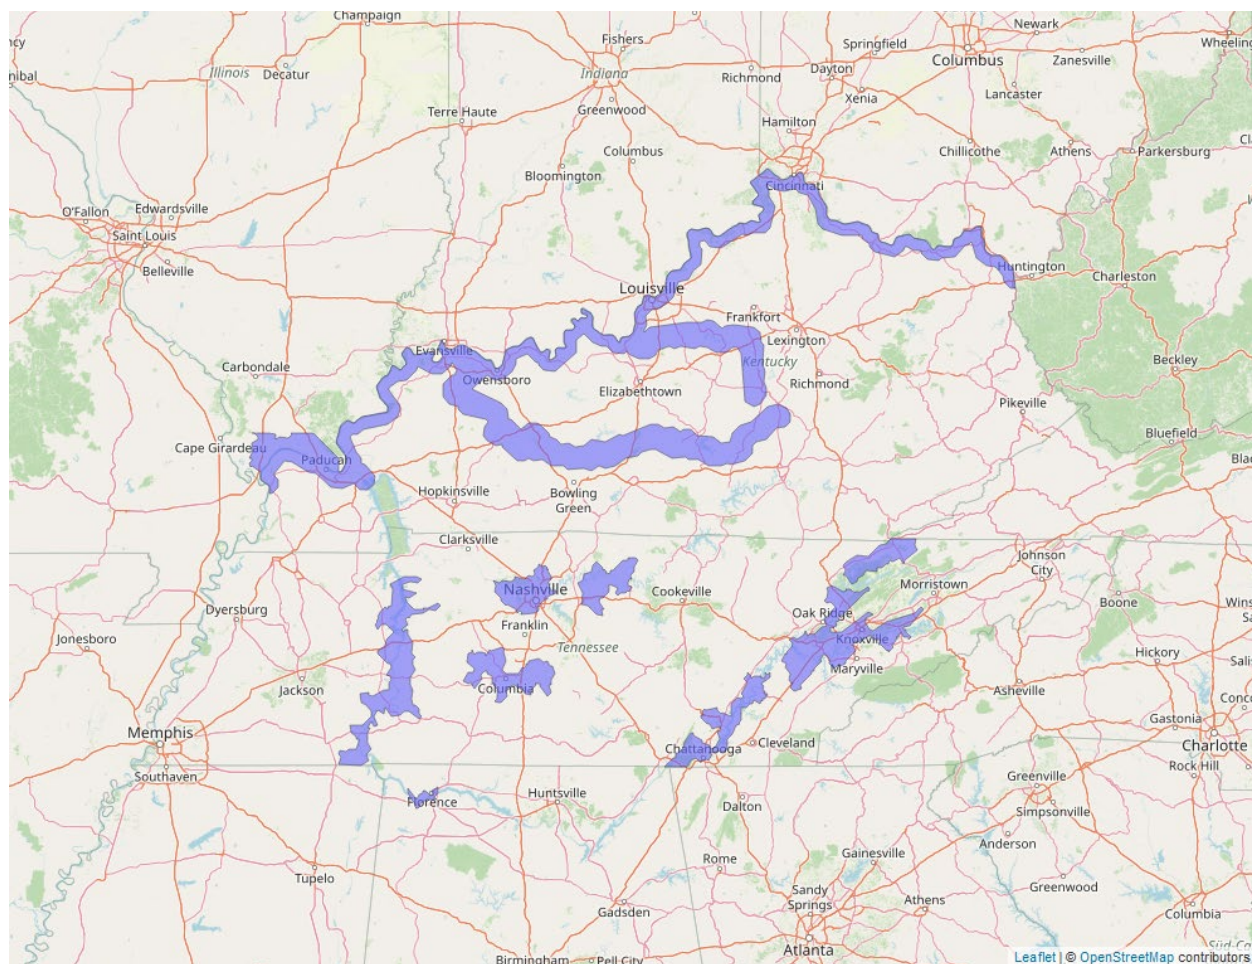 Champaign
Newark
Fishers
Springfield
Wheeling
Columbus
Zanesville
Illinois
Decatur
Indiana
Richmond
Dayton
Lancaster
Xenia
Greenwood
Terre Haute
Hamilton
Columbus
Chillicothe
Athens
Parkersburg
Bloomington
Cincinnati
O'Fallon
Edwardsville
Saint Louis
Belleville
Huntington
Charleston
Louisville
Frankfort
Lexington
Evansville
Carbondale
Owensboro
Kentucky
Beckley
Elizabethtown
Richmond
Pikeville
Cape Girardeau
Bluefield
Paducah
Hopkinsville
Bowling
Green
Clarksville
Johnson
City
Nashville
Cookeville
Morristown
Boone
Dyersburg
Oak Ridge
Franklin
Knoxville
Jonesboro
Tennessee
Maryville
Hickory
Jackson
Columbia
Asheville
Gastonia
Memphis
Chattanooga
Cleveland
Charlotte
Southaven
Rock Hill
Florence
Huntsville
Dalton
Greenville
Simpsonville
Anderson
Rome
Gainesville
Tupelo
Greenwood
Sandy
Springs
Athens
Gadsden
Columbia
Atlanta
Birmingham
Pell City
Leaflet | © OpenStreetMap contributors